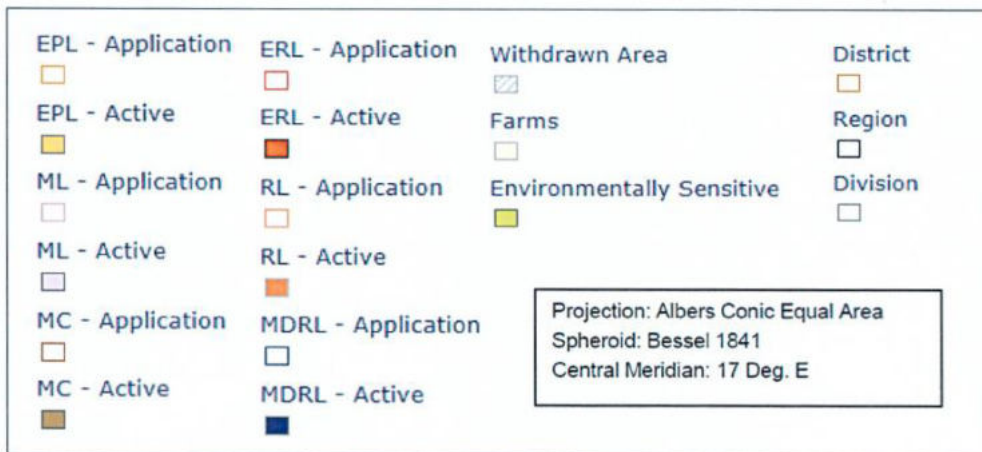 EPL - Application
EPL - Active
ML - Application
ML - Active
MC - Application
MC - Active
ERL - Application
ERL - Active
RL - Application
RL - Active
MDRL - Application
MDRL - Active
Withdrawn Area
Farms
Environmentally Sensitive
District
Region
Division
Projection: Albers Conic Equal Area
Spheroid: Bessel 1841
Central Meridian: 17 Deg. E